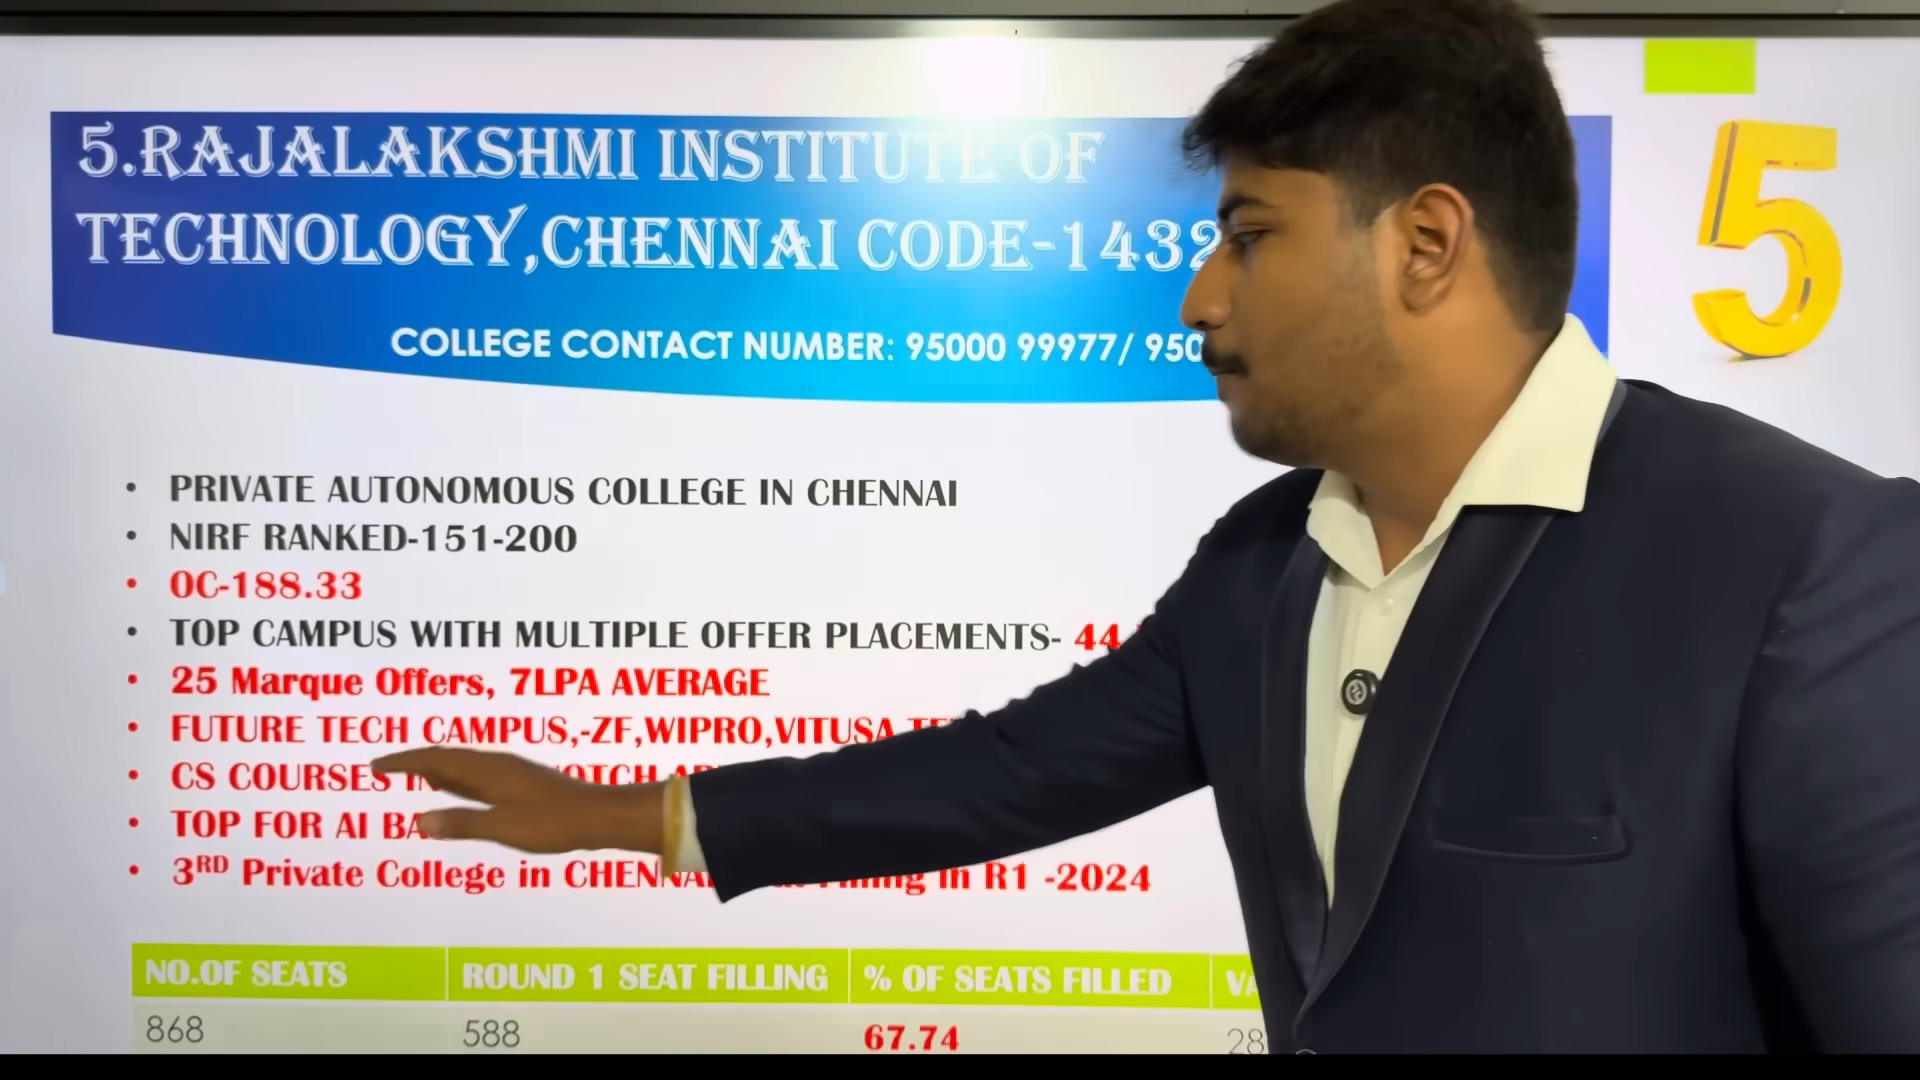 5.RAJALAKSHMI INSTITUTE OF
TECHNOLOGY,CHENNAI CODE-1432
COLLEGE CONTACT NUMBER: 95000 99977/ 950
5
• PRIVATE AUTONOMOUS COLLEGE IN CHENNAI
• NIRF RANKED-151-200
• OC-188.33
• TOP CAMPUS WITH MULTIPLE OFFER PLACEMENTS- 44
• 25 Marque Offers, 7LPA AVERAGE
• FUTURE TECH CAMPUS,-ZF,WIPRO,VITUSA
• CS COURSES
• TOP FOR AI
• 3RD Private College in CHENNAI Filling in R1 -2024
NO.OF SEATS ROUND 1 SEAT FILLING % OF SEATS FILLED
868 588 67.74 28